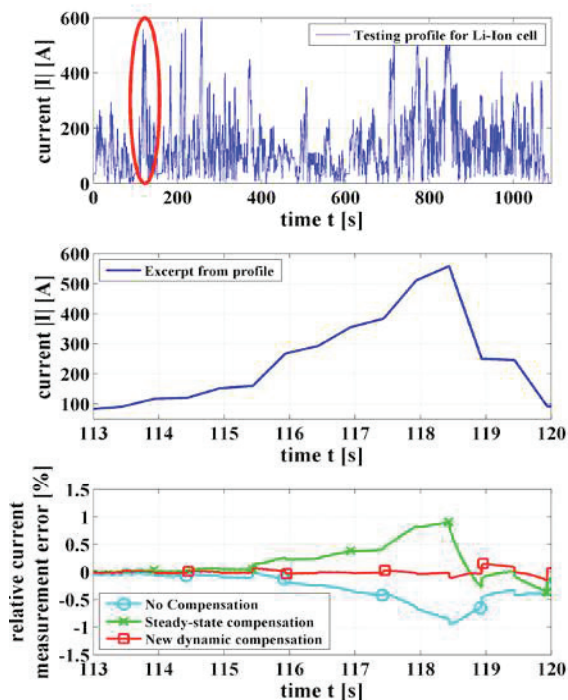 600
400
200
0
current |I| [A]
Testing profile for Li-Ion cell
0 200 400 600 800 1000
time t [s]
600
500
400
300
200
100
current |I| [A]
Excerpt from profile
113 114 115 116 117 118 119 120
time t [s]
1.5
1
0.5
0
-0.5
-1
-1.5
relative current
measurement error [%]
No Compensation
Steady-state compensation
New dynamic compensation
113 114 115 116 117 118 119 120
time t [s]